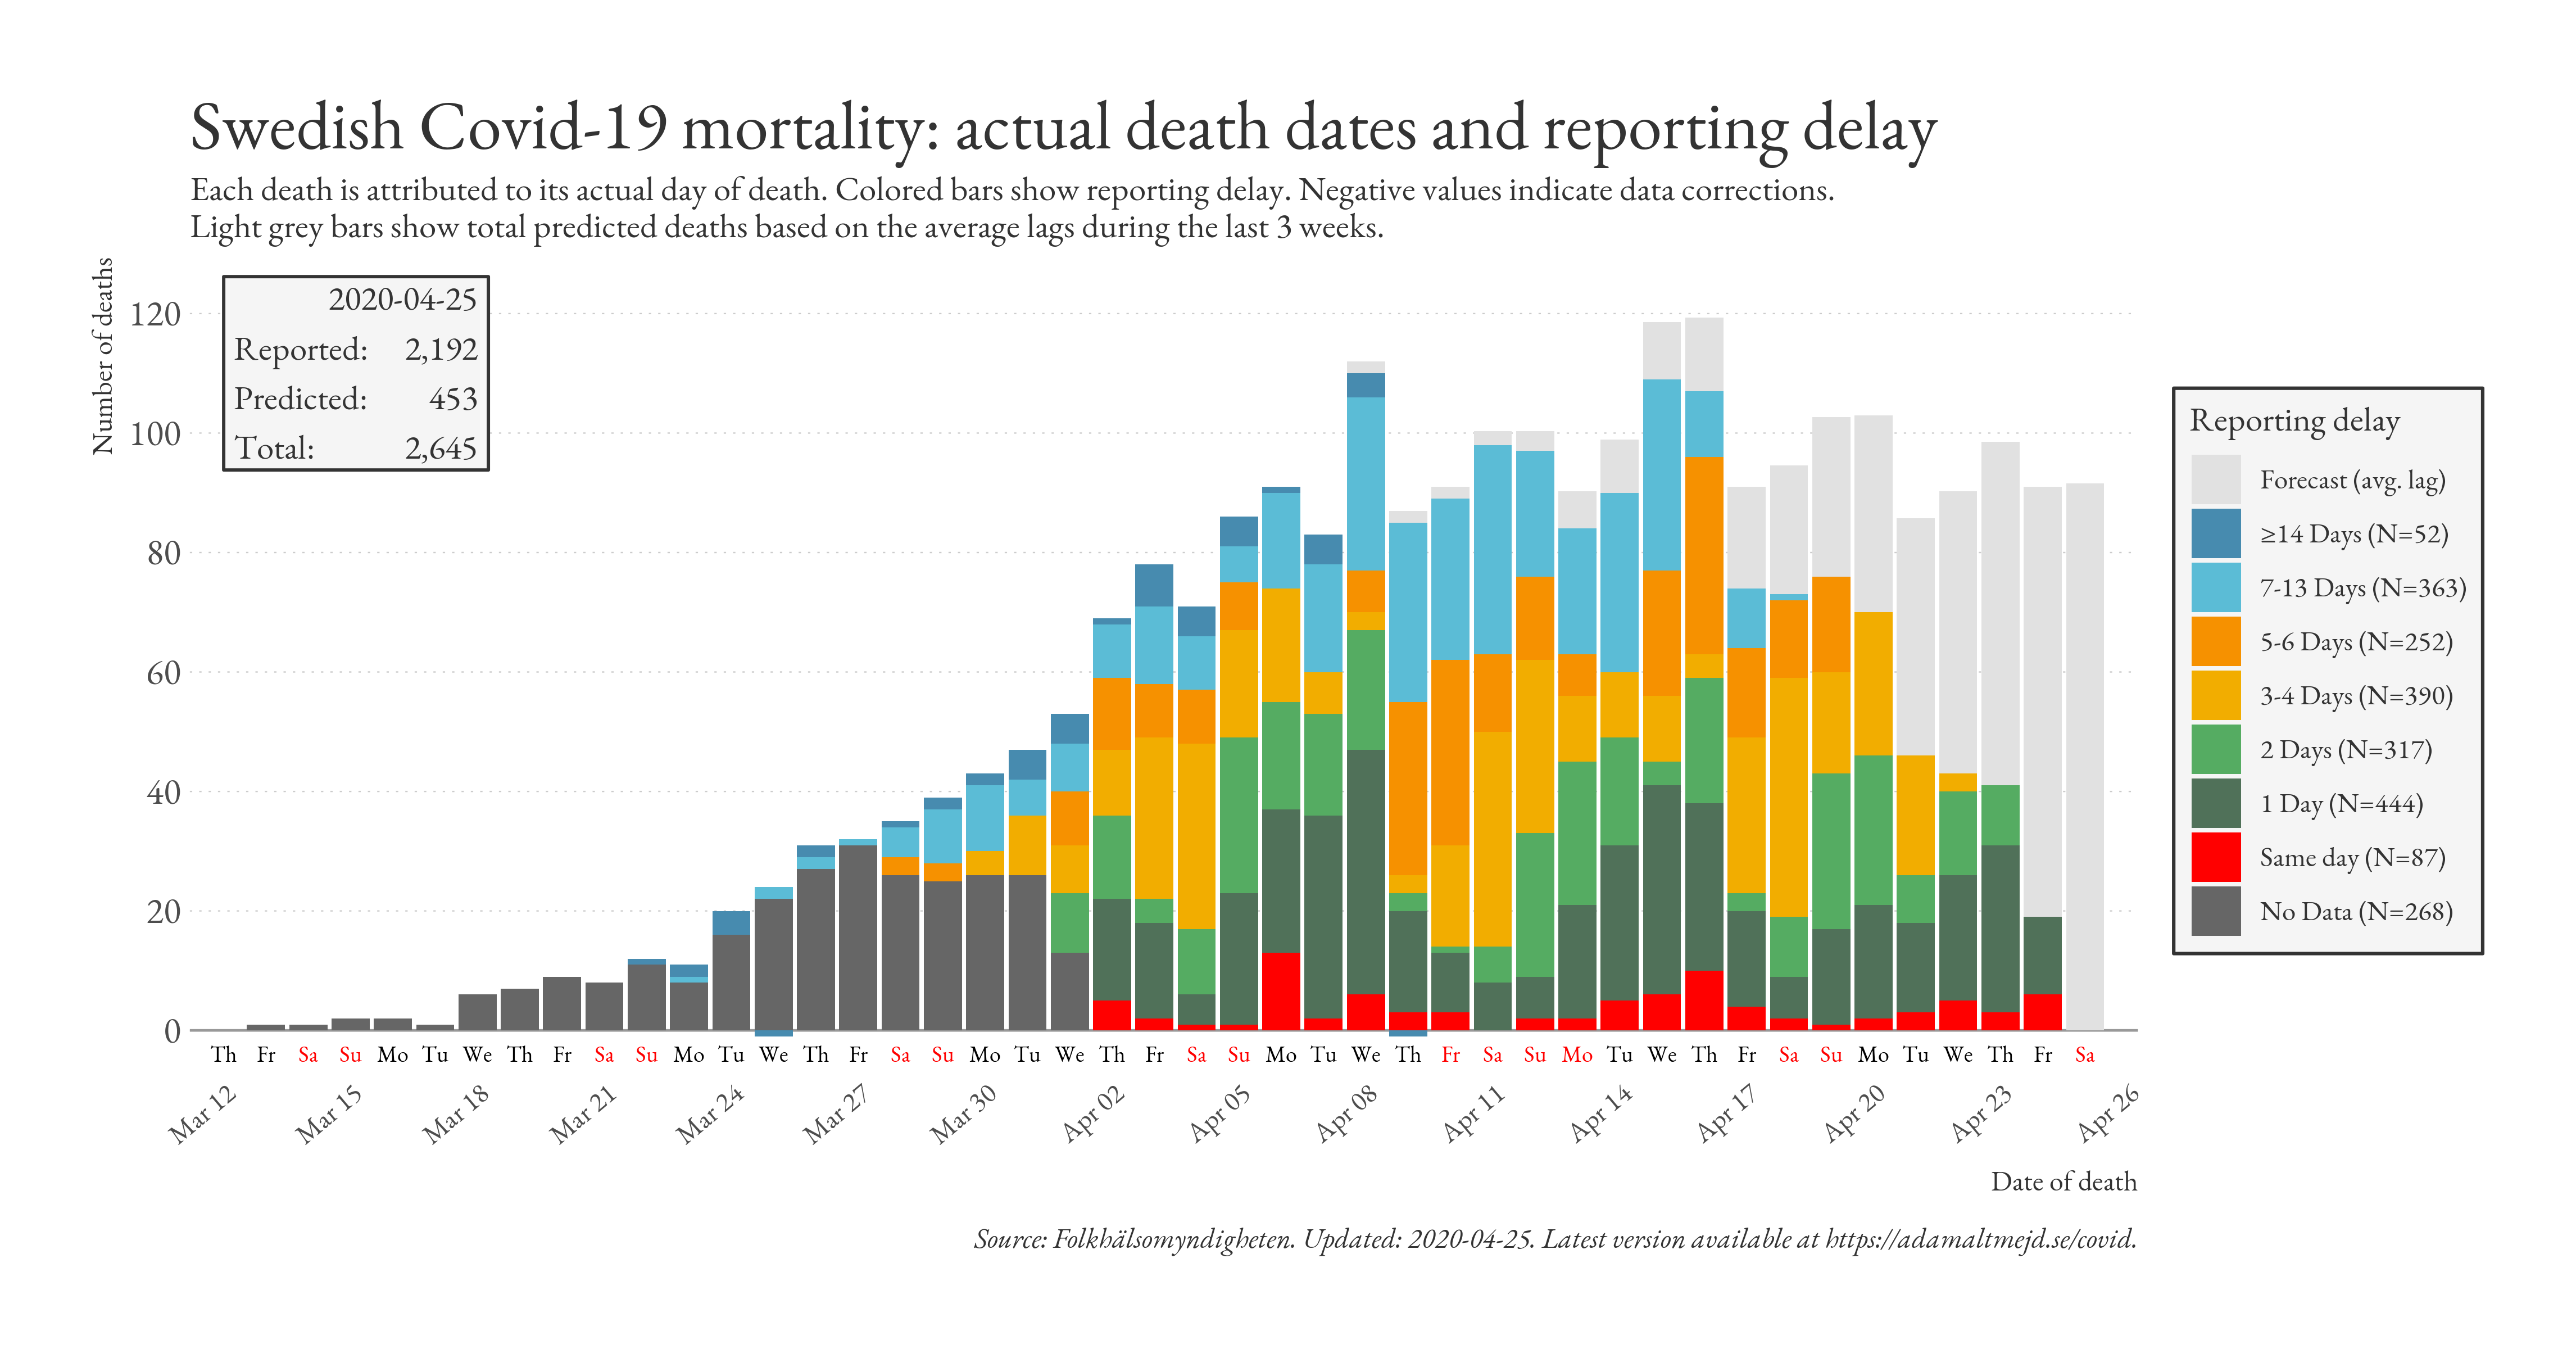 Swedish Covid-19 mortality: actual death dates and reporting delay
Each death is attributed to its actual day of death. Colored bars show reporting delay. Negative values indicate data corrections.
Light grey bars show total predicted deaths based on the average lags during the last 3 weeks.
Number of deaths
2020-04-25
Reported: 2,192
Predicted: 453
Total: 2,645
120
100
80
60
40
20
0
Reporting delay
Forecast (avg. lag)
≥14 Days (N=52)
7-13 Days (N=363)
5-6 Days (N=252)
3-4 Days (N=390)
2 Days (N=317)
1 Day (N=444)
Same day (N=87)
No Data (N=268)
Th Fr Sa Su Mo Tu We Th Fr Sa Su Mo Tu We Th Fr Sa Su Mo Tu We Th Fr Sa Su Mo Tu We Th Fr Sa Su Mo Tu We Th Fr Sa Su Mo Tu We Th Fr Sa
Mar 12 Mar 15 Mar 18 Mar 21 Mar 24 Mar 27 Mar 30 Apr 02 Apr 05 Apr 08 Apr 11 Apr 14 Apr 17 Apr 20 Apr 23 Apr 26
Date of death
Source: Folkhälsomyndigheten. Updated: 2020-04-25. Latest version available at https://adamaltmejd.se/covid.